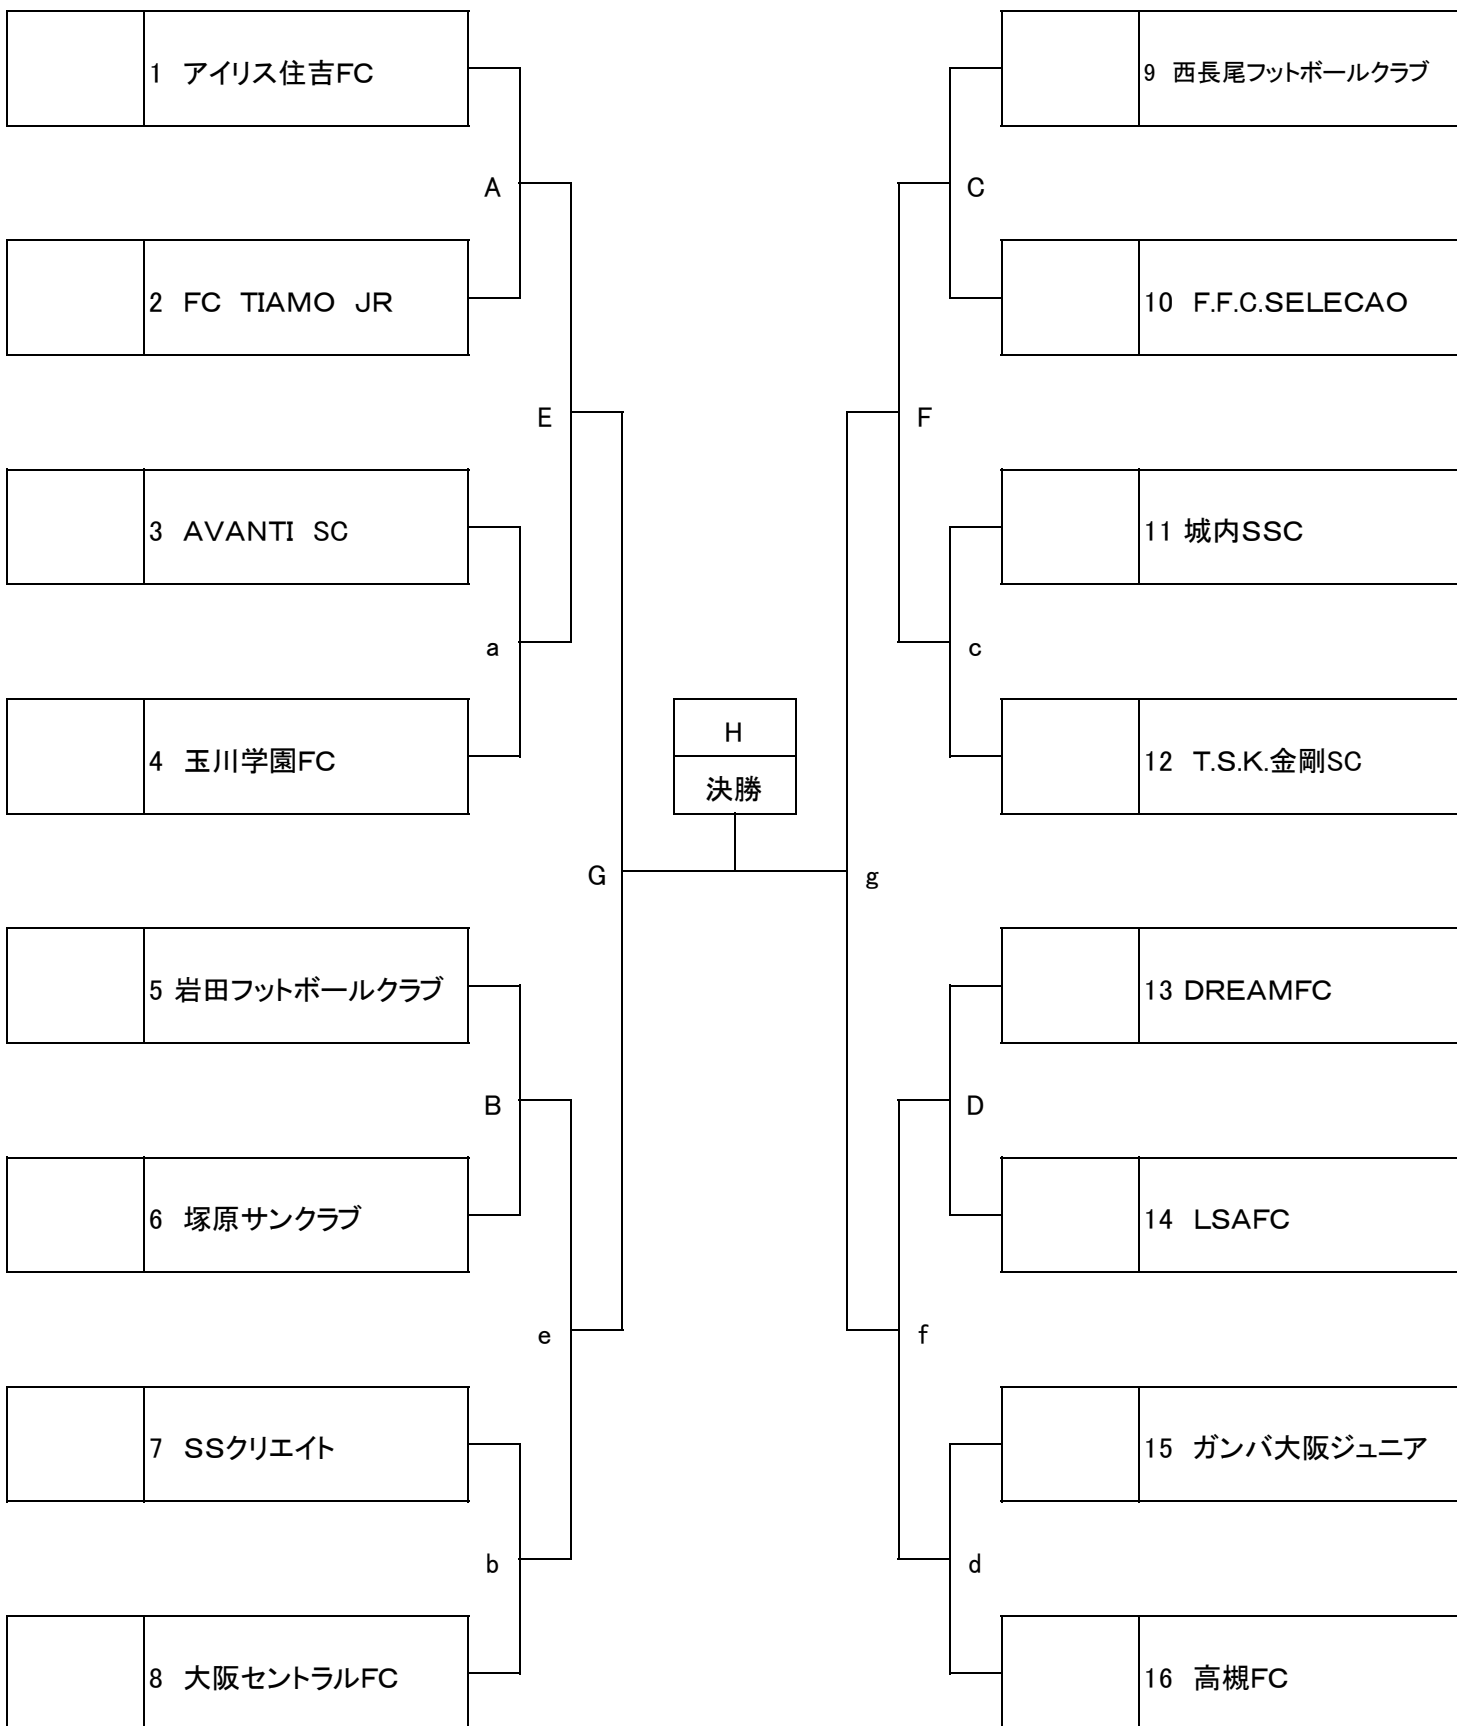 1　アイリス住吉FC
A
2　FC　TIAMO　JR
E
3　AVANTI　SC
a
4　玉川学園FC
G
5 岩田フットボールクラブ
B
6　塚原サンクラブ
e
7　SSクリエイト
b
8　大阪セントラルFC
H
決勝
9　西長尾フットボールクラブ
C
10　F.F.C.SELECAO
F
11 城内SSC
c
12　T.S.K.金剛SC
g
13 DREAMFC
D
14　LSAFC
f
15　ガンバ大阪ジュニア
d
16　高槻FC